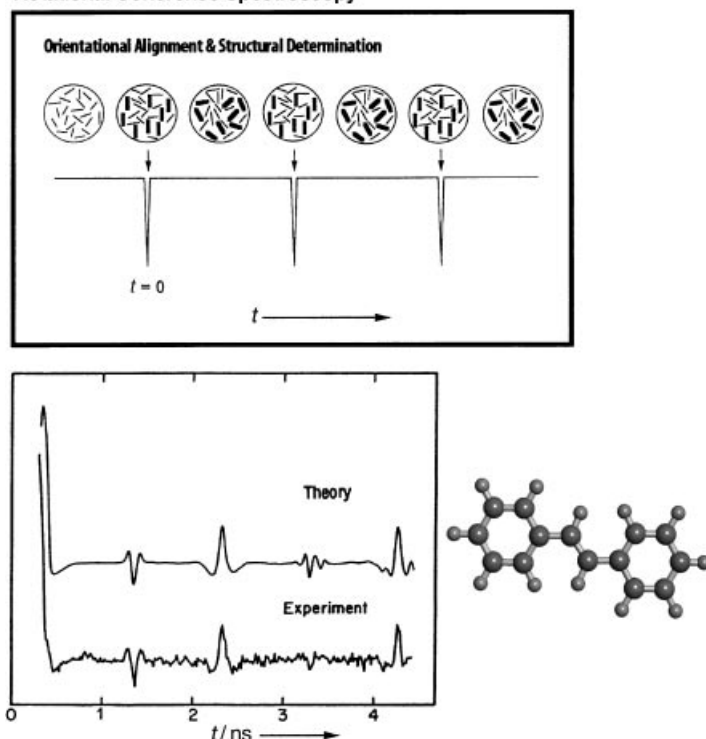 Orientational Alignment & Structural Determination
t = 0
t
Theory
Experiment
0 1 2 3 4
t/ ns